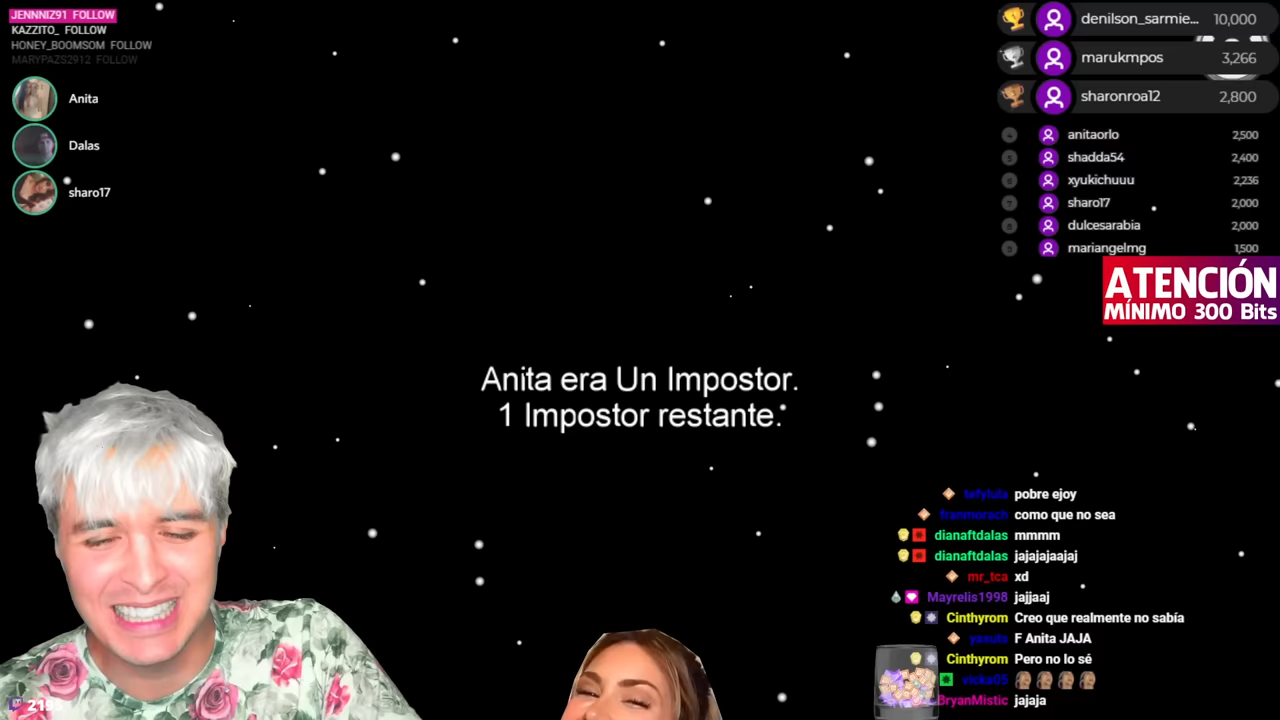 JENNNIZ91 FOLLOW
KAZZITO_ FOLLOW
HONEY_BOOMSOM FOLLOW
MARYPAZS2912 FOLLOW
Anita
Dalas
sharo17
denilson_sarmie... 10,000
marukmpos 3,266
sharonroa12 2,800
anitaorlo 2,500
shadda54 2,400
xyukichuuu 2,236
sharo17 2,000
dulcesarabia 2,000
mariangelmg 1,500
ATENCIÓN
MÍNIMO 300 Bits
Anita era Un Impostor.
1 Impostor restante.
tefylula pobre ejoy
franmorach como que no sea
dianaftdalas mmmm
dianaftdalas jajajajaajaj
mr_tca xd
Mayrelis1998 jajjaaj
Cinthyrom Creo que realmente no sabía
F Anita JAJA
Cinthyrom Pero no lo sé
vicka05
BryanMistic jajaja